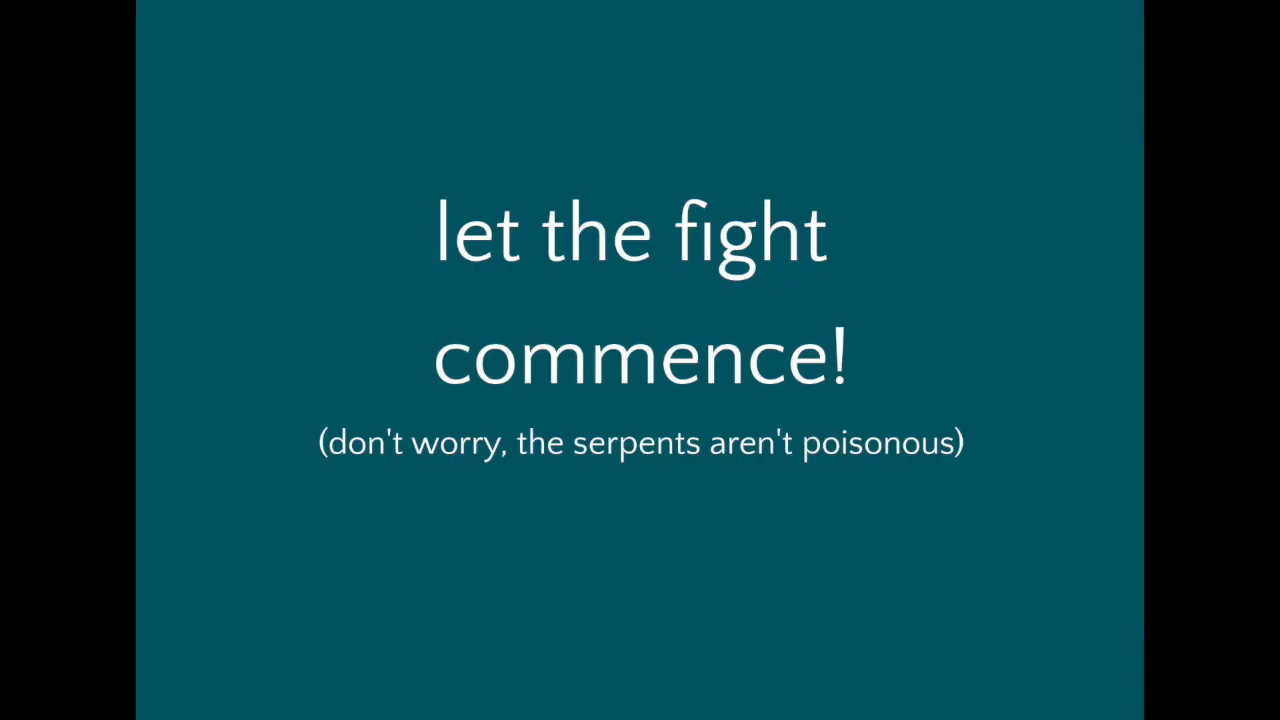 let the fight
commence!
(don't worry, the serpents aren't poisonous)